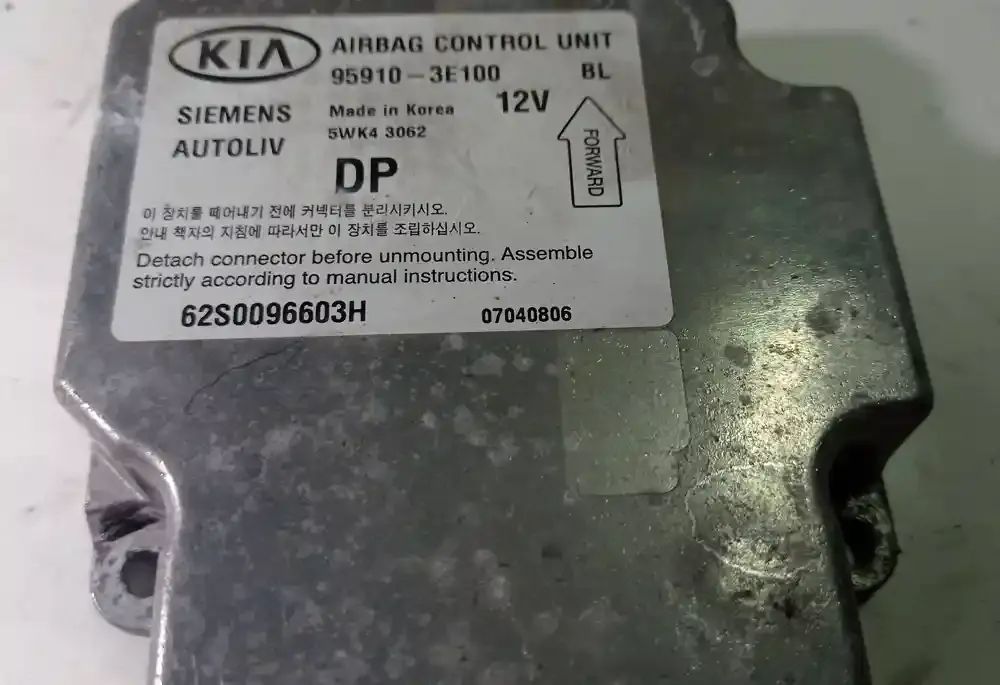 KIA
AIRBAG CONTROL UNIT
95910-3E100 BL
SIEMENS
AUTOLIV
Made in Korea
12V
5WK4 3062
DP
FORWARD
이 장치를 떼어내기 전에 커넥터를 분리시키시오.
안내 책자의 지침에 따라서만 이 장치를 조립하십시오.
Detach connector before unmounting. Assemble
strictly according to manual instructions.
62S0096603H 07040806